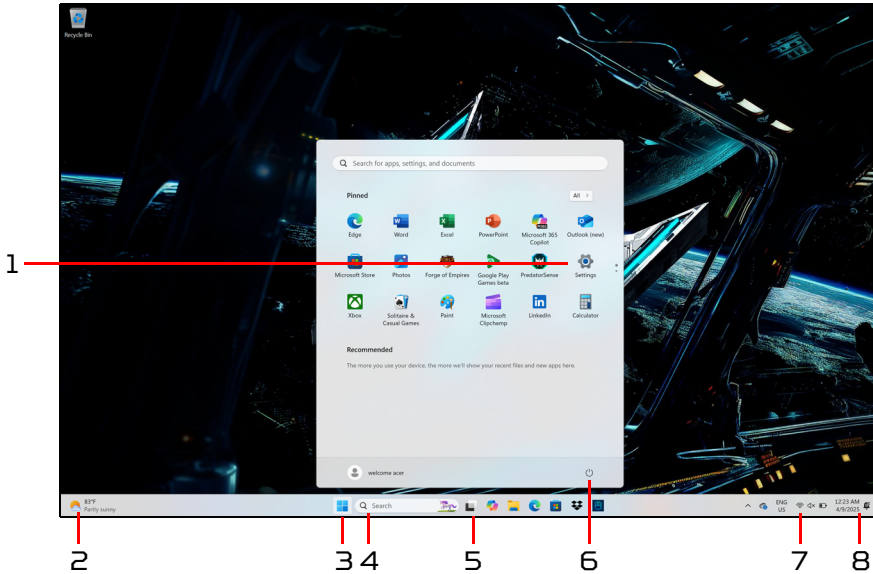 Recycle Bin
Search for apps, settings, and documents
Pinned
All
Edge
Word
Excel
PowerPoint
Microsoft 365 Copilot
Outlook (new)
1
Microsoft Store
Photos
Forge of Empires
Google Play Games beta
PredatorSense
Settings
Xbox
Solitaire & Casual Games
Paint
Microsoft Clipchamp
LinkedIn
Calculator
Recommended
The more you use your device, the more we'll show your recent files and new apps here.
welcome acer
83°F
Partly sunny
Search
ENG
US
12:23 AM
4/9/2025
2
3
4
5
6
7
8